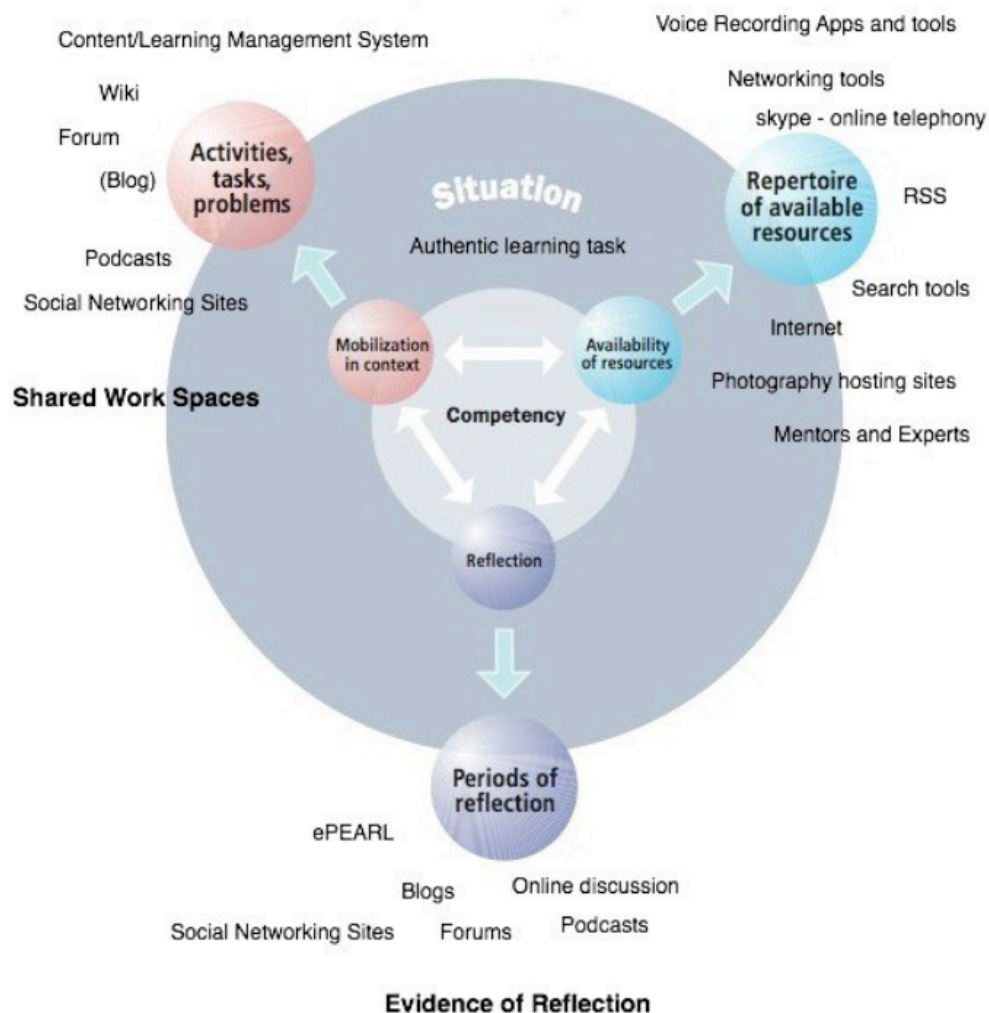 Content/Learning Management System
Voice Recording Apps and tools
Wiki
Networking tools
Forum
skype - online telephony
(Blog)
Activities,
tasks,
problems
Situation
Repertoire
of available
resources
RSS
Authentic learning task
Podcasts
Social Networking Sites
Search tools
Internet
Mobilization
in context
Availability
of resources
Photography hosting sites
Shared Work Spaces
Competency
Mentors and Experts
Reflection
Periods of
reflection
ePEARL
Blogs
Online discussion
Social Networking Sites
Forums
Podcasts
Evidence of Reflection